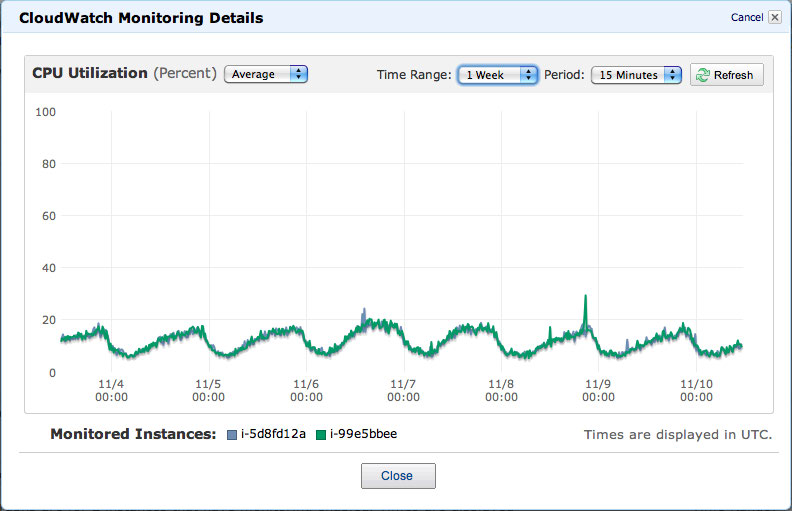 CloudWatch Monitoring Details
Cancel
CPU Utilization (Percent) Average Time Range: 1 Week Period: 15 Minutes Refresh
100
80
60
40
20
0
11/4 11/5 11/6 11/7 11/8 11/9 11/10
00:00 00:00 00:00 00:00 00:00 00:00 00:00
Monitored Instances: i-5d8fd12a i-99e5bbee Times are displayed in UTC.
Close